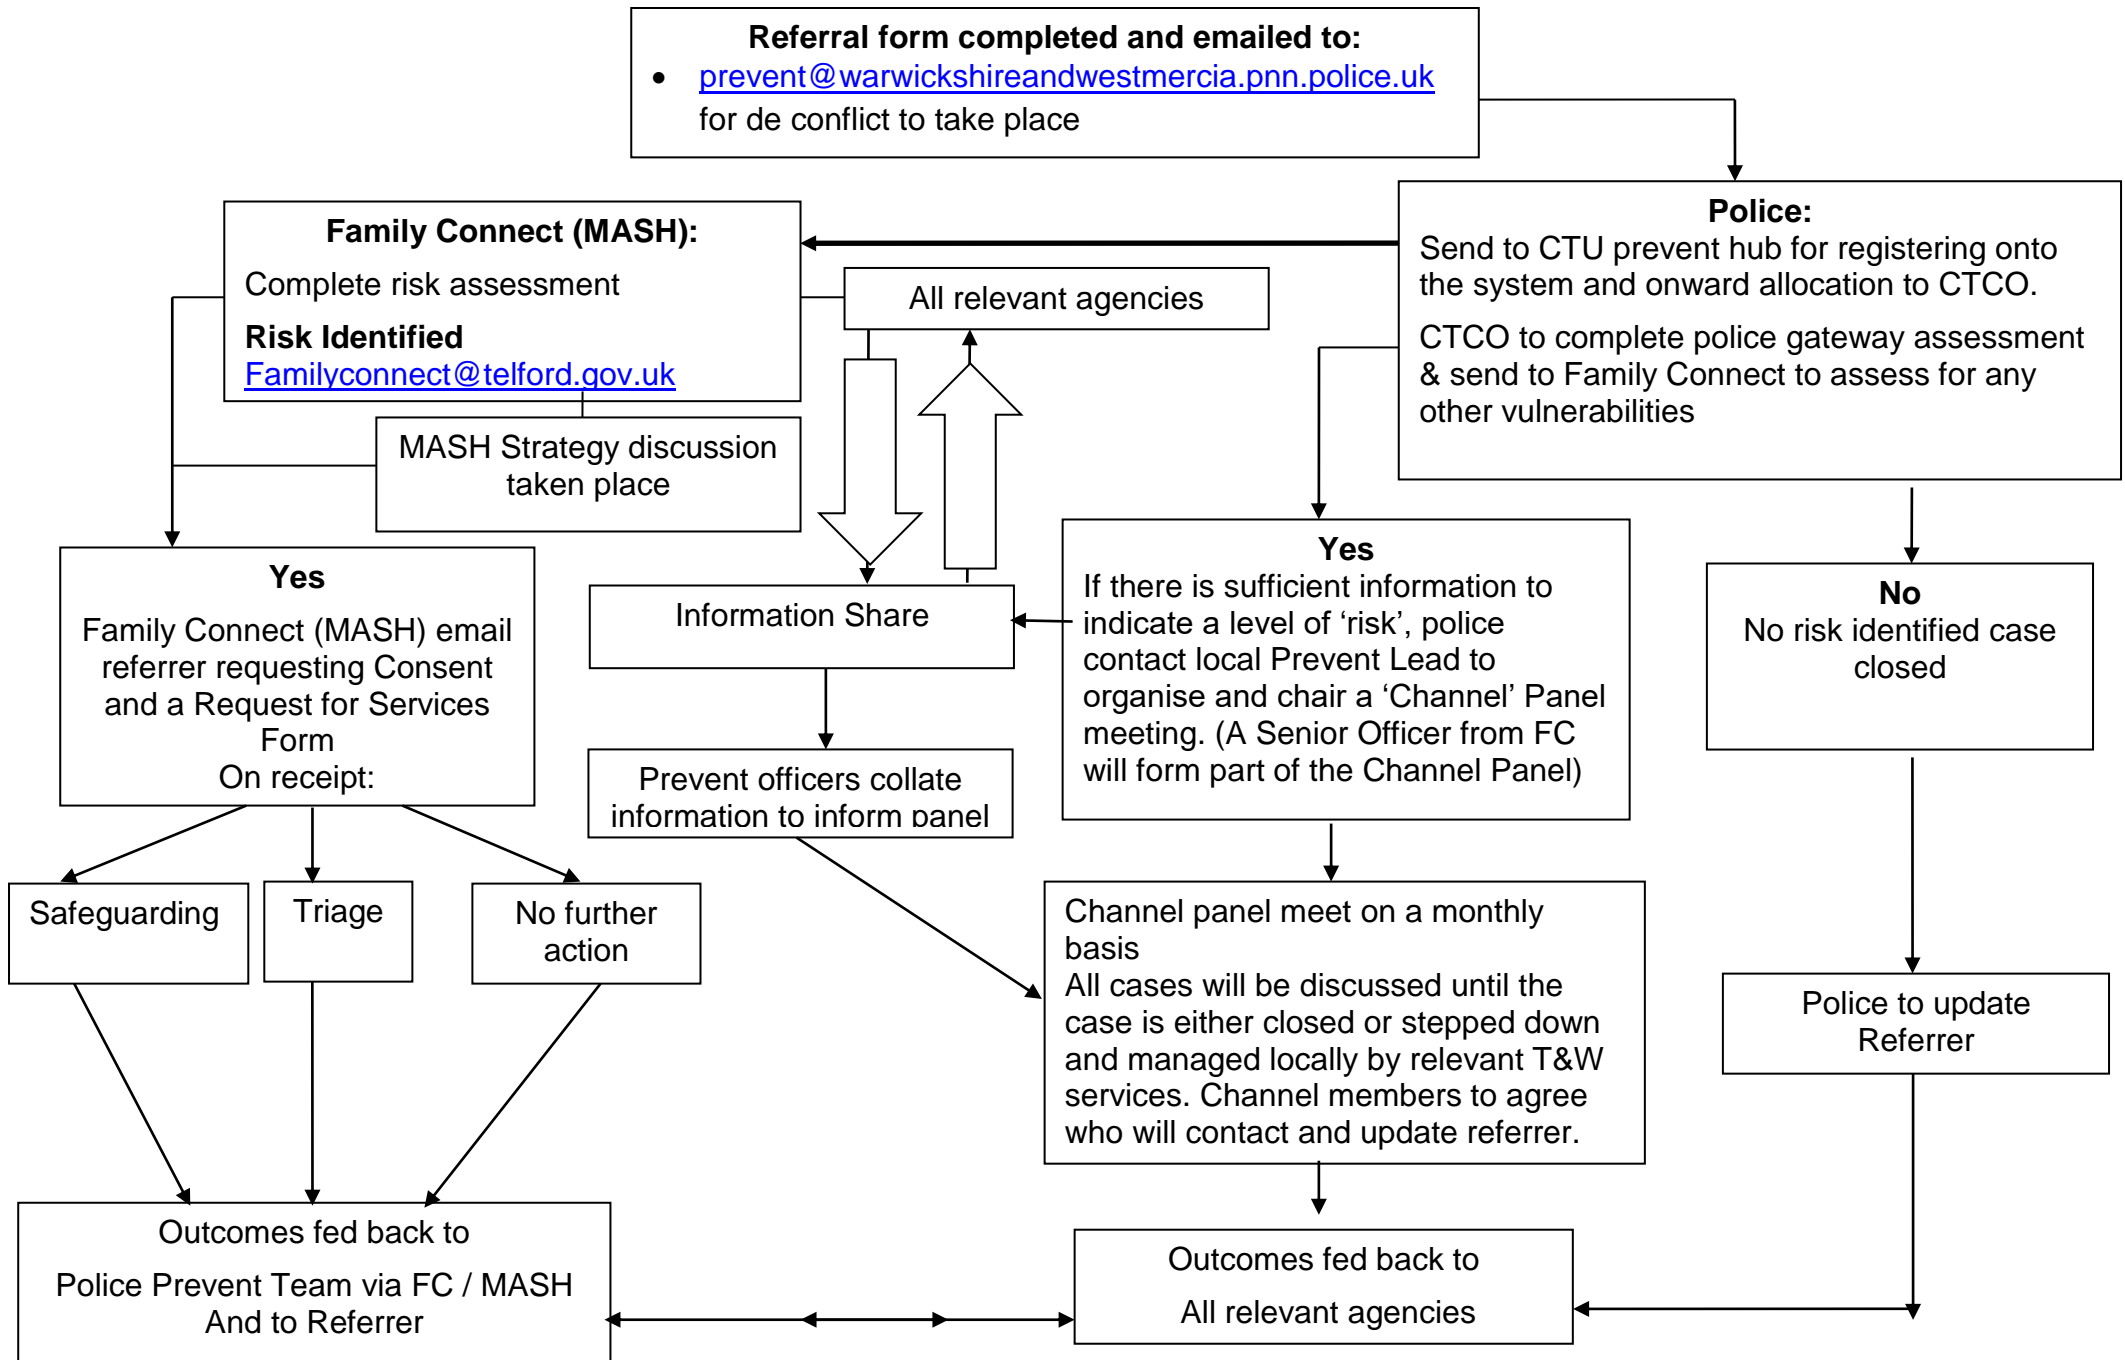 Referral form completed and emailed to:
• prevent@warwickshireandwestmercia.pnn.police.uk
for de conflict to take place
Family Connect (MASH):
Complete risk assessment
Risk Identified
Familyconnect@telford.gov.uk
All relevant agencies
Police:
Send to CTU prevent hub for registering onto
the system and onward allocation to CTCO.
CTCO to complete police gateway assessment
& send to Family Connect to assess for any
other vulnerabilities
MASH Strategy discussion
taken place
Yes
Family Connect (MASH) email
referrer requesting Consent
and a Request for Services
Form
On receipt:
Information Share
Yes
If there is sufficient information to
indicate a level of ‘risk’, police
contact local Prevent Lead to
organise and chair a ‘Channel’ Panel
meeting. (A Senior Officer from FC
will form part of the Channel Panel)
No
No risk identified case
closed
Prevent officers collate
information to inform panel
Safeguarding
Triage
No further
action
Channel panel meet on a monthly
basis
All cases will be discussed until the
case is either closed or stepped down
and managed locally by relevant T&W
services. Channel members to agree
who will contact and update referrer.
Police to update
Referrer
Outcomes fed back to
Police Prevent Team via FC / MASH
And to Referrer
Outcomes fed back to
All relevant agencies